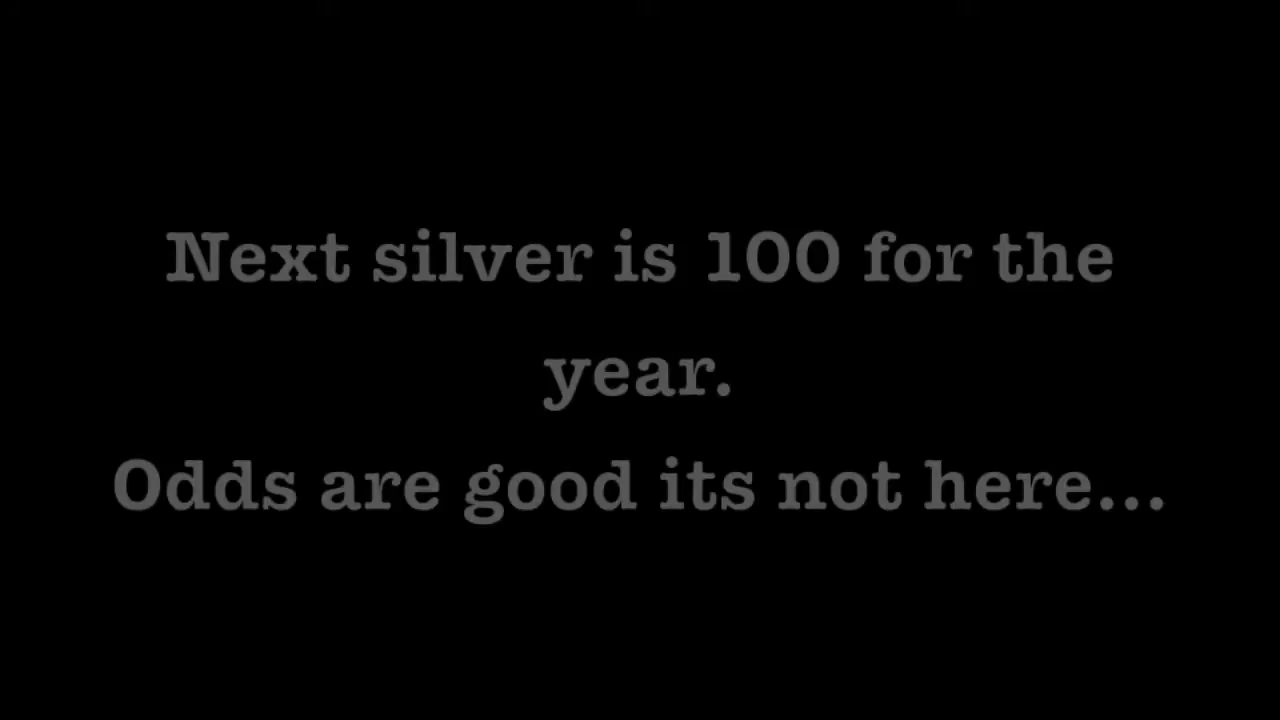 Next silver is 100 for the
year.
Odds are good its not here...